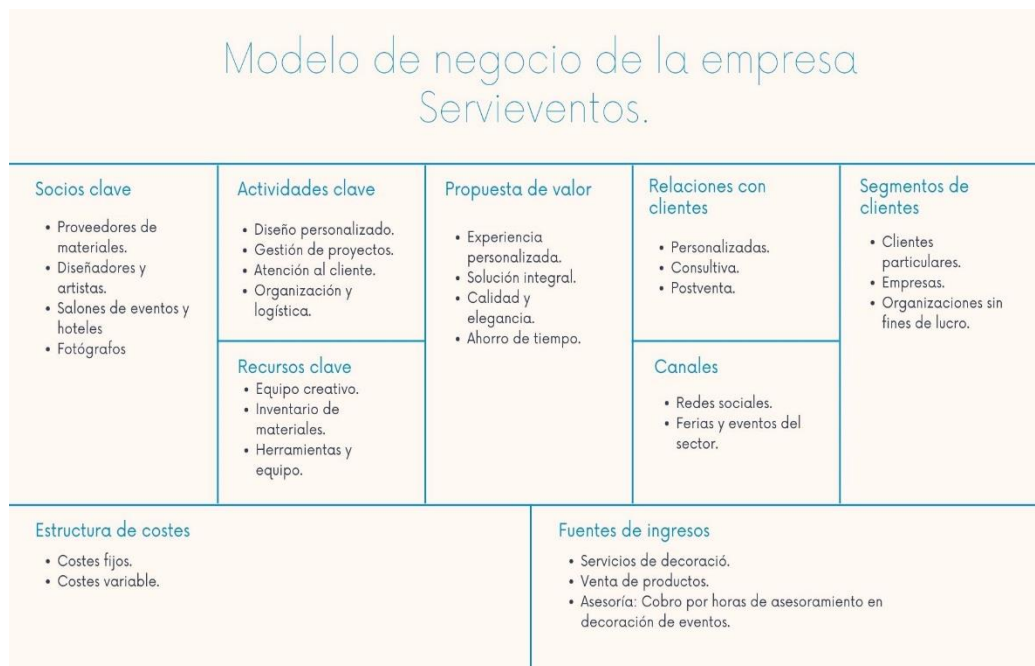 Modelo de negocio de la empresa
Servieventos.
Socios clave
• Proveedores de
materiales.
• Diseñadores y
artistas.
• Salones de eventos y
hoteles
• Fotógrafos
Actividades clave
• Diseño personalizado.
• Gestión de proyectos.
• Atención al cliente.
• Organización y
logística.
Recursos clave
• Equipo creativo.
• Inventario de
materiales.
• Herramientas y
equipo.
Propuesta de valor
• Experiencia
personalizada.
• Solución integral.
• Calidad y
elegancia.
• Ahorro de tiempo.
Relaciones con
clientes
• Personalizadas.
• Consultiva.
• Postventa.
Canales
• Redes sociales.
• Ferias y eventos del
sector.
Segmentos de
clientes
• Clientes
particulares.
• Empresas.
• Organizaciones sin
fines de lucro.
Estructura de costes
• Costes fijos.
• Costes variable.
Fuentes de ingresos
• Servicios de decoració.
• Venta de productos.
• Asesoría: Cobro por horas de asesoramiento en
decoración de eventos.